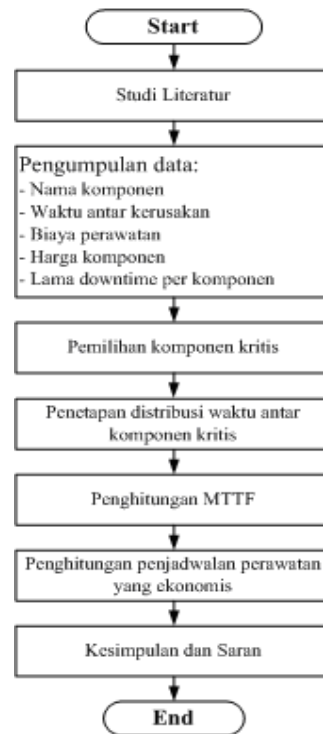 Start
Studi Literatur
Pengumpulan data:
- Nama komponen
- Waktu antar kerusakan
- Biaya perawatan
- Harga komponen
- Lama downtime per komponen
Pemilihan komponen kritis
Penetapan distribusi waktu antar
komponen kritis
Penghitungan MTTF
Penghitungan penjadwalan perawatan
yang ekonomis
Kesimpulan dan Saran
End